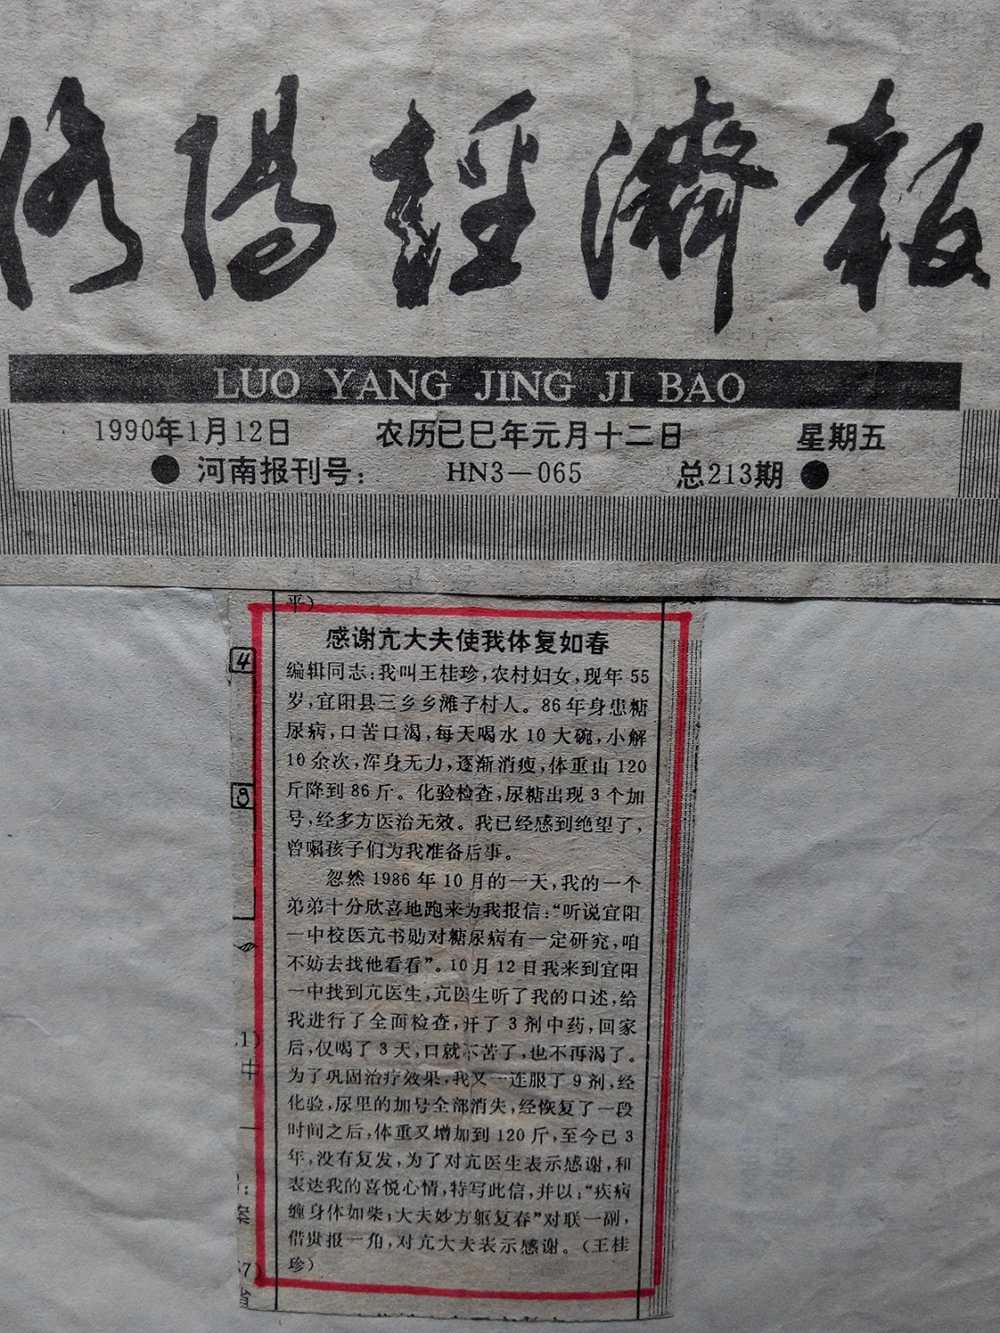 洛陽經濟報
LUO YANG JING JI BAO
1990年1月12日 农历已巳年元月十二日 星期五
河南报刊号： HN3—065 总213期
平）
感谢亢大夫使我体复如春
编辑同志：我叫王桂珍，农村妇女，现年55
岁，宜阳县三乡乡滩子村人。86年身患糖
尿病，口苦口渴，每天喝水10大碗，小解
10余次，浑身无力，逐渐消瘦，体重由120
斤降到86斤。化验检查，尿糖出现3个加
号，经多方医治无效。我已经感到绝望了，
曾嘱孩子们为我准备后事。
忽然1986年10月的一天，我的一个
弟弟十分欣喜地跑来为我报信：“听说宜阳
一中校医亢书勋对糖尿病有一定研究，咱
不妨去找他看看”。10月12日我来到宜阳
一中找到亢医生，亢医生听了我的口述，给
我进行了全面检查，开了3剂中药，回家
后，仅喝了3天，口就不苦了，也不再渴了。
为了巩固治疗效果，我又一连服了9剂，经
化验，尿里的加号全部消失，经恢复了一段
时间之后，体重又增加到120斤，至今已3
年，没有复发，为了对亢医生表示感谢，和
表达我的喜悦心情，特写此信，并以：“疾病
缠身体如柴；大夫妙方躯复春”对联一副，
借贵报一角，对亢大夫表示感谢。（王桂
珍）
4
8